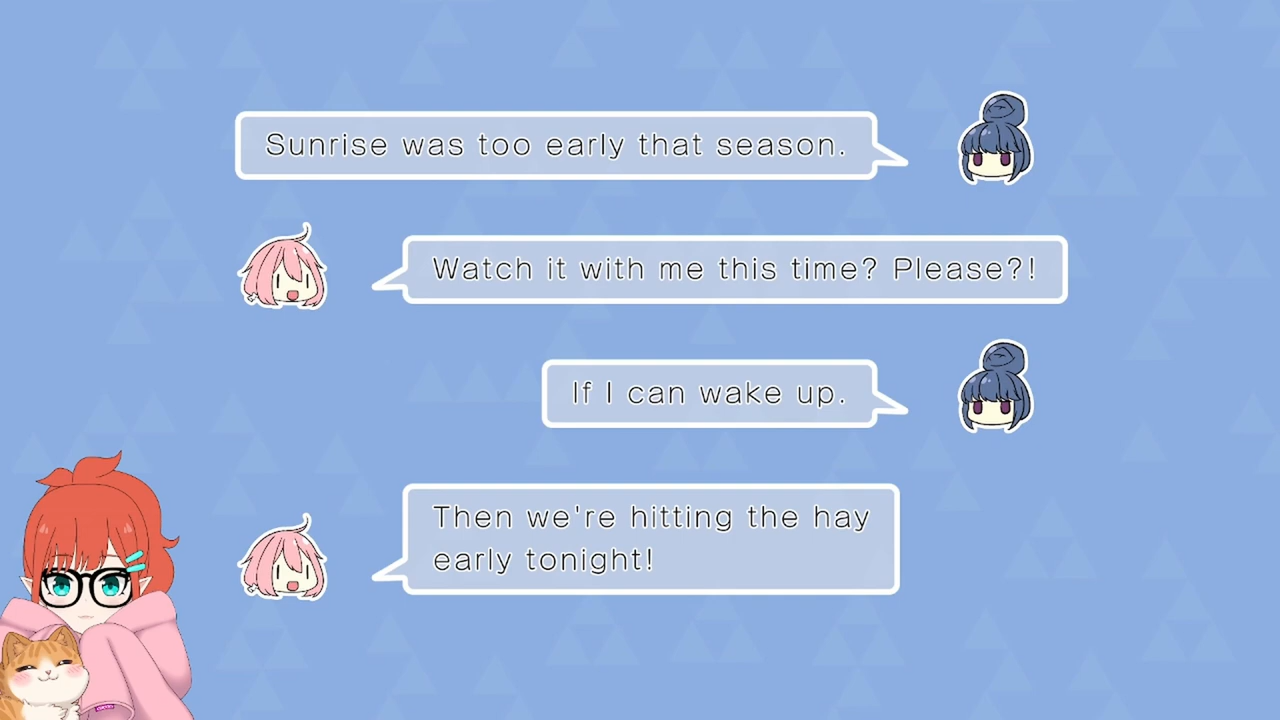 Sunrise was too early that season.
Watch it with me this time? Please?!
If I can wake up.
Then we're hitting the hay
early tonight!